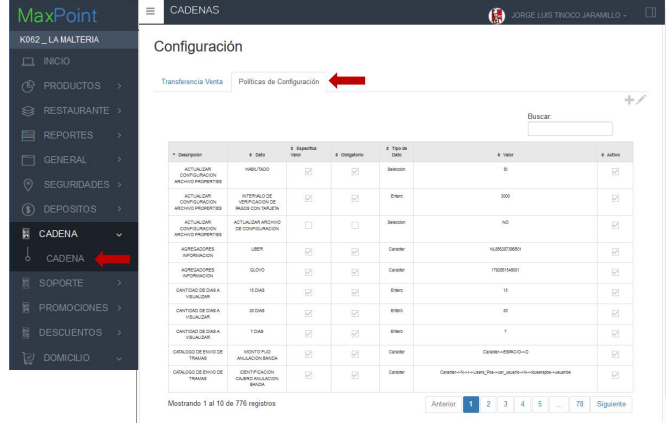 MaxPoint
K062 _ LA MALTERIA
INICIO
PRODUCTOS
RESTAURANTE
REPORTES
GENERAL
SEGURIDADES
DEPOSITOS
CADENA
CADENA
SOPORTE
PROMOCIONES
DESCUENTOS
DOMICILIO
CADENAS
JORGE LUIS TINOCO JARAMILLO
Configuración
Transferencia Venta Políticas de Configuración
Buscar:
Descripcion Dato Especifica Valor Obligatorio Tipo de Dato Valor Activo
ACTUALIZAR CONFIGURACION ARCHIVO PROPERTIES HABILITADO Seleccion SI
ACTUALIZAR CONFIGURACION ARCHIVO PROPERTIES INTERVALO DE VERIFICACION DE PAGOS CON TARJETA Entero 3000
ACTUALIZAR CONFIGURACION ARCHIVO PROPERTIES ACTUALIZAR ARCHIVO DE CONFIGURACION Seleccion NO
AGREGADORES INFORMACION UBER Caracter
AGREGADORES INFORMACION GLOVO Caracter
CANTIDAD DE DIAS A VISUALIZAR 15 DIAS Entero 15
CANTIDAD DE DIAS A VISUALIZAR 30 DIAS Entero 30
CANTIDAD DE DIAS A VISUALIZAR 7 DIAS Entero 7
CATALOGO DE ENVIO DE TRAMAS MONTO FIJO ANULACION BANDA Caracter Caracter->ESPACIO->D
CATALOGO DE ENVIO DE TRAMAS IDENTIFICACION CAJERO ANULACION BANDA Caracter
Mostrando 1 al 10 de 776 registros
Anterior 1 2 3 4 5 ... 78 Siguiente